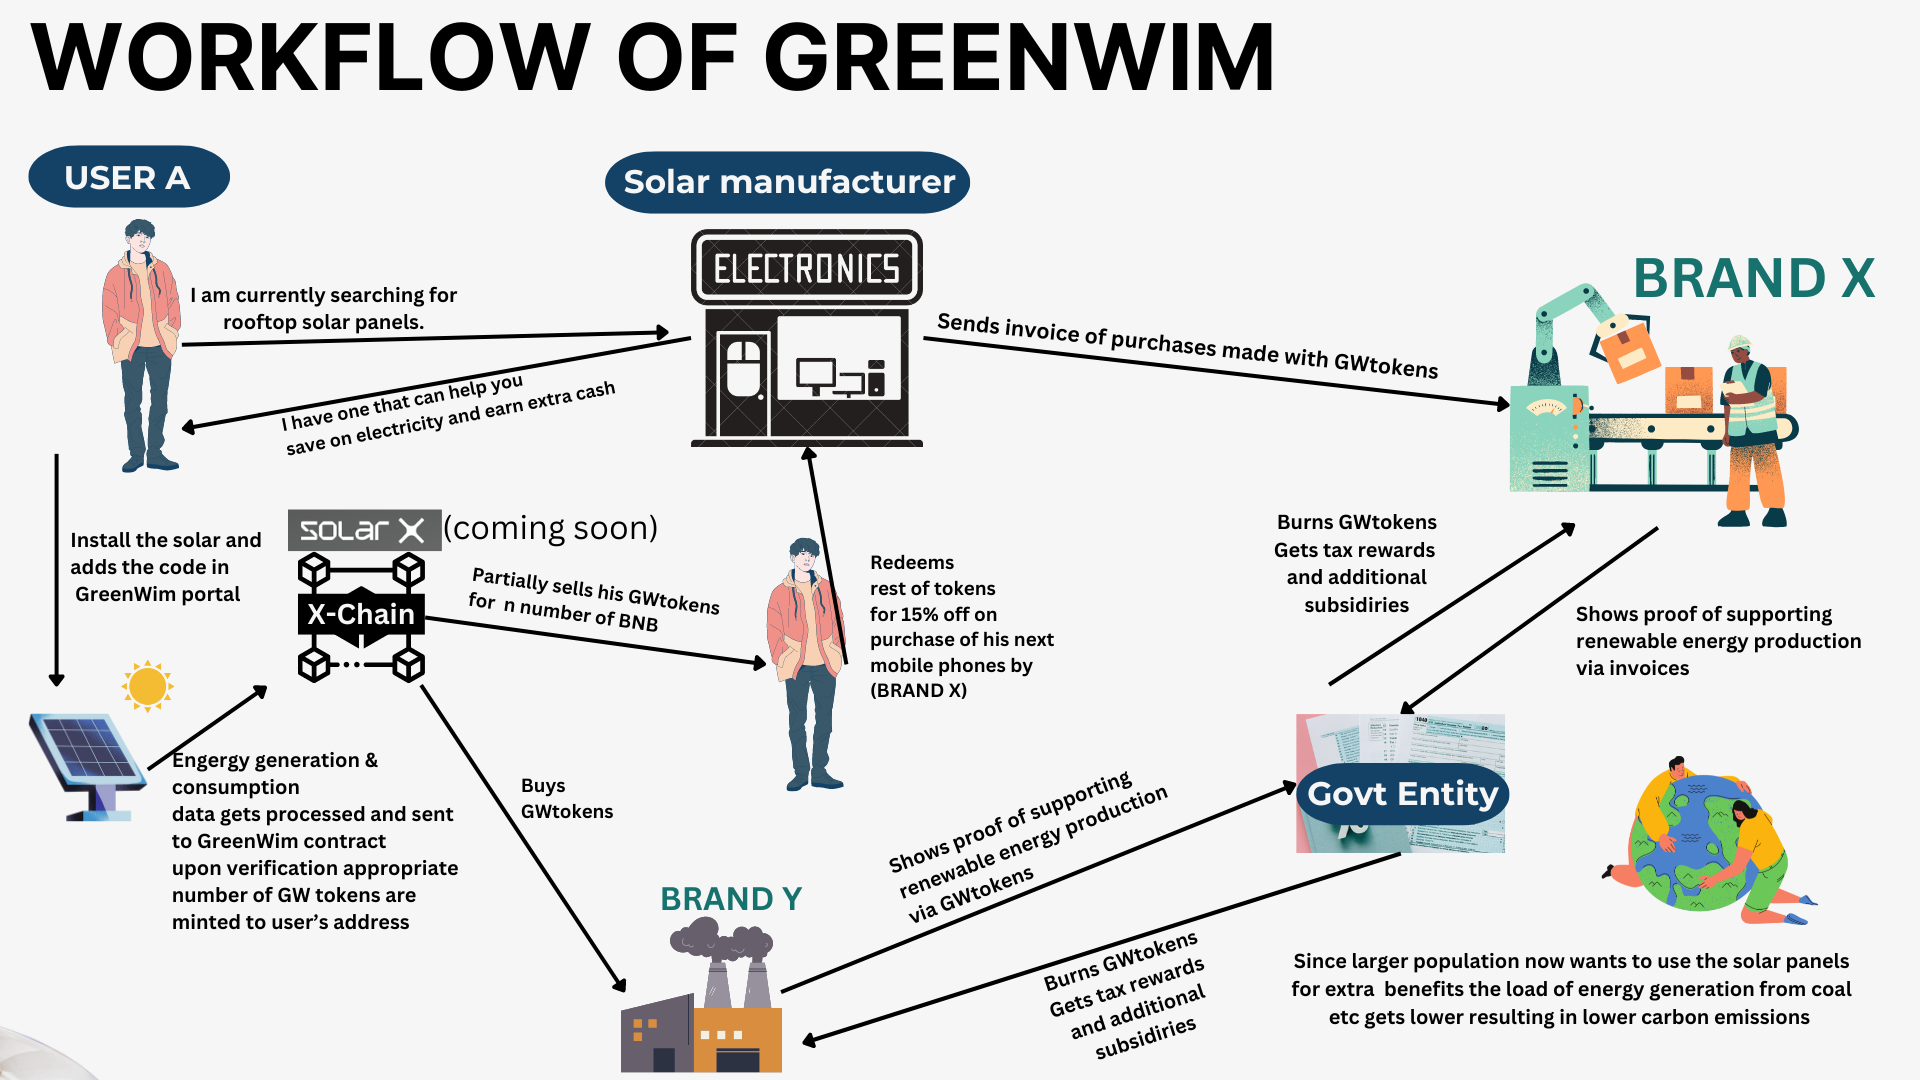 WORKFLOW OF GREENWIM
USER A
Solar manufacturer
ELECTRONICS
BRAND X
I am currently searching for
rooftop solar panels.
I have one that can help you
save on electricity and earn extra cash
Sends invoice of purchases made with GWtokens
Install the solar and
adds the code in
GreenWim portal
SOLAR X
(coming soon)
X-Chain
Partially sells his GWtokens
for n number of BNB
Redeems
rest of tokens
for 15% off on
purchase of his next
mobile phones by
(BRAND X)
Burns GWtokens
Gets tax rewards
and additional
subsidiries
Shows proof of supporting
renewable energy production
via invoices
Engergy generation &
consumption
data gets processed and sent
to GreenWim contract
upon verification appropriate
number of GW tokens are
minted to user's address
Buys
GWtokens
Shows proof of supporting
renewable energy production
via GWtokens
1040
Govt Entity
%
BRAND Y
Burns GWtokens
Gets tax rewards
and additional
subsidiries
Since larger population now wants to use the solar panels
for extra benefits the load of energy generation from coal
etc gets lower resulting in lower carbon emissions